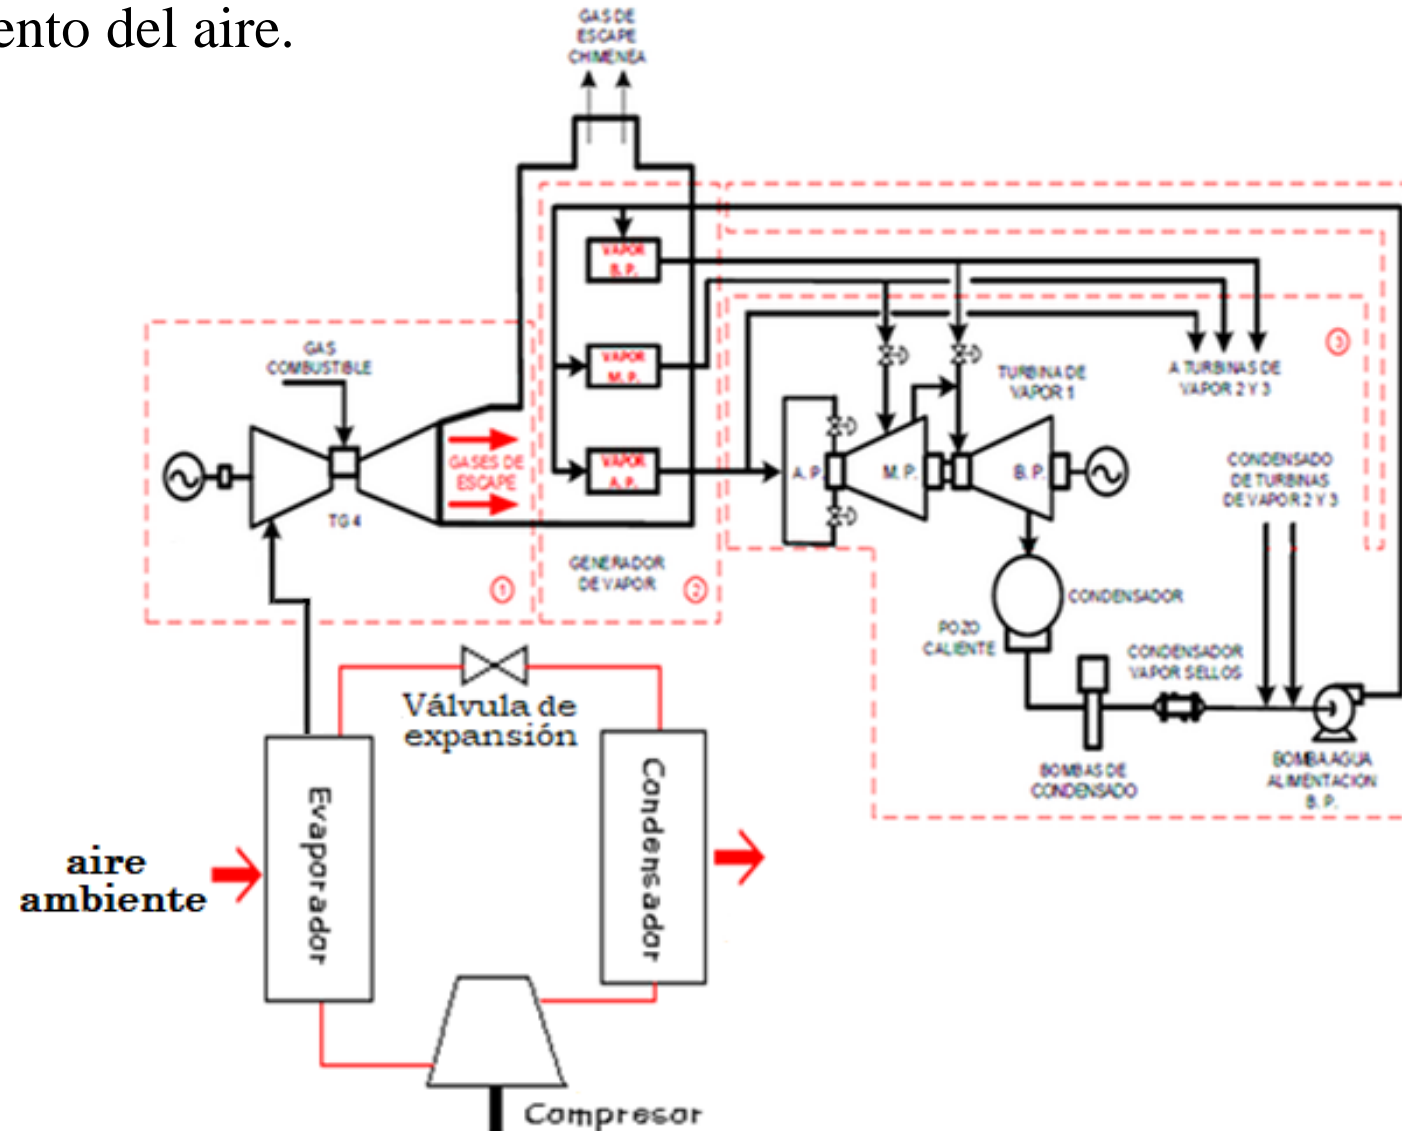 ento del aire.
GAS DE
ESCAPE
CHIMENEA
VAPOR
B. P.
GAS
COMBUSTIBLE
VAPOR
M. P.
3
A TURBINAS DE
VAPOR 2 Y 3
TURBINA DE
VAPOR 1
GASES DE
ESCAPE
VAPOR
A. P.
A. P.
M. P.
B. P.
CONDENSADO
DE TURBINAS
DE VAPOR 2 Y 3
TG 4
GENERADOR
DE VAPOR
1
2
CONDENSADOR
POZO
CALIENTE
CONDENSADOR
VAPOR SELLOS
Válvula de
expansión
BOMBAS DE
CONDENSADO
BOMBA AGUA
ALIMENTACION
B. P.
Evaporador
Condensador
aire
ambiente
Compresor